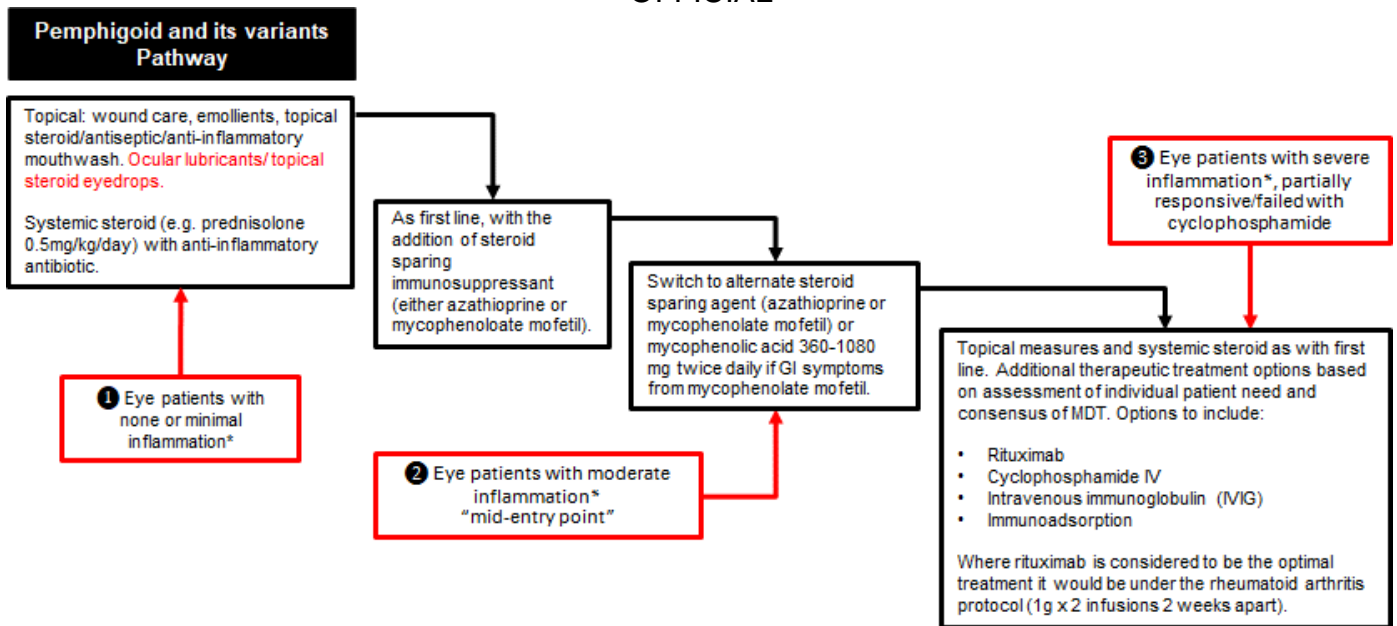 Pemphigoid and its variants
Pathway
Topical: wound care, emollients, topical
steroid/antiseptic/anti-inflammatory
mouthwash. Ocular lubricants/ topical
steroid eyedrops.
Systemic steroid (e.g. prednisolone
0.5mg/kg/day) with anti-inflammatory
antibiotic.
❶ Eye patients with
none or minimal
inflammation*
As first line, with the
addition of steroid
sparing
immunosuppressant
(either azathioprine or
mycophenoloate mofetil).
Switch to alternate steroid
sparing agent (azathioprine or
mycophenolate mofetil) or
mycophenolic acid 360-1080
mg twice daily if GI symptoms
from mycophenolate mofetil.
❷ Eye patients with moderate
inflammation*
“mid-entry point”
❸ Eye patients with severe
inflammation*, partially
responsive/failed with
cyclophosphamide
Topical measures and systemic steroid as with first
line. Additional therapeutic treatment options based
on assessment of individual patient need and
consensus of MDT. Options to include:
• Rituximab
• Cyclophosphamide IV
• Intravenous immunoglobulin (IVIG)
• Immunoadsorption
Where rituximab is considered to be the optimal
treatment it would be under the rheumatoid arthritis
protocol (1g x 2 infusions 2 weeks apart).